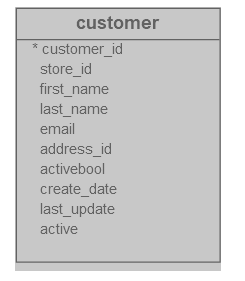 customer
* customer_id
store_id
first_name
last_name
email
address_id
activebool
create_date
last_update
active